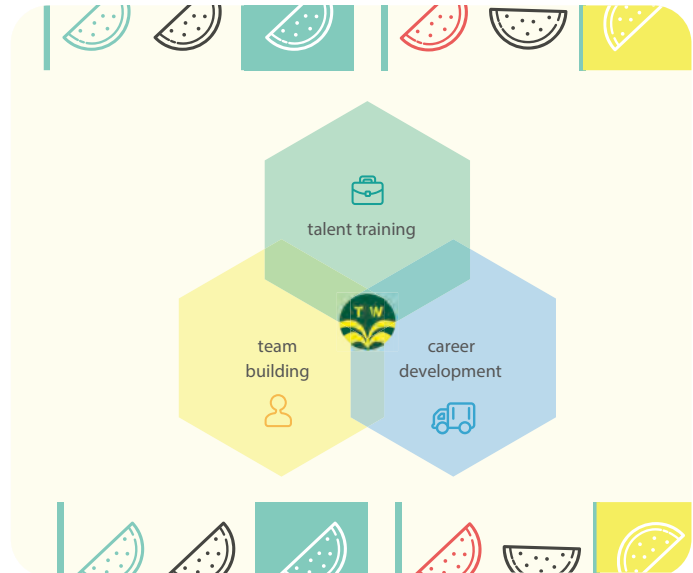 talent training
T W
team
building
career
development